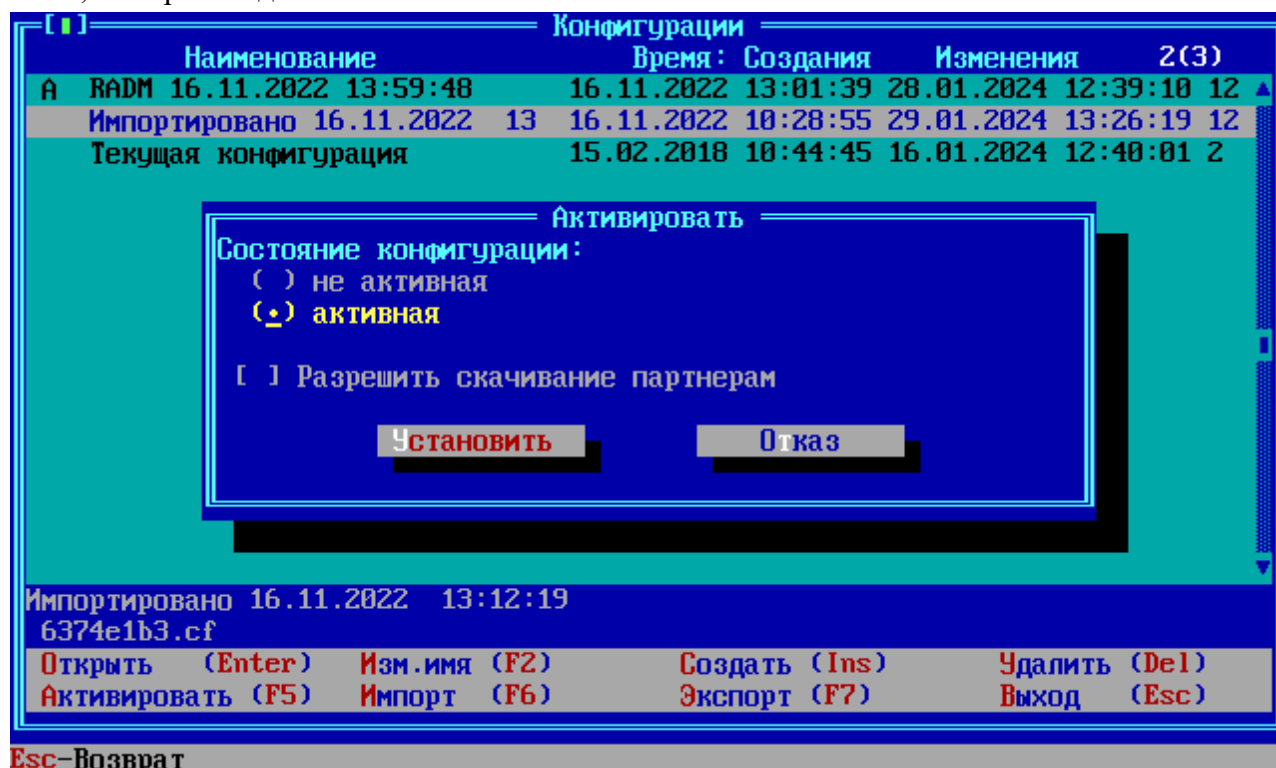 Конфигурации
Наименование Время: Создания Изменения 2(3)
A RADM 16.11.2022 13:59:48 16.11.2022 13:01:39 28.01.2024 12:39:10 12
Импортировано 16.11.2022 13 16.11.2022 10:28:55 29.01.2024 13:26:19 12
Текущая конфигурация 15.02.2018 10:44:45 16.01.2024 12:40:01 2
Активировать
Состояние конфигурации:
( ) не активная
(•) активная
[ ] Разрешить скачивание партнерам
Установить Отказ
Импортировано 16.11.2022 13:12:19
6374e1b3.cf
Открыть (Enter) Изм.имя (F2) Создать (Ins) Удалить (Del)
Активировать (F5) Импорт (F6) Экспорт (F7) Выход (Esc)
Esc-Возврат